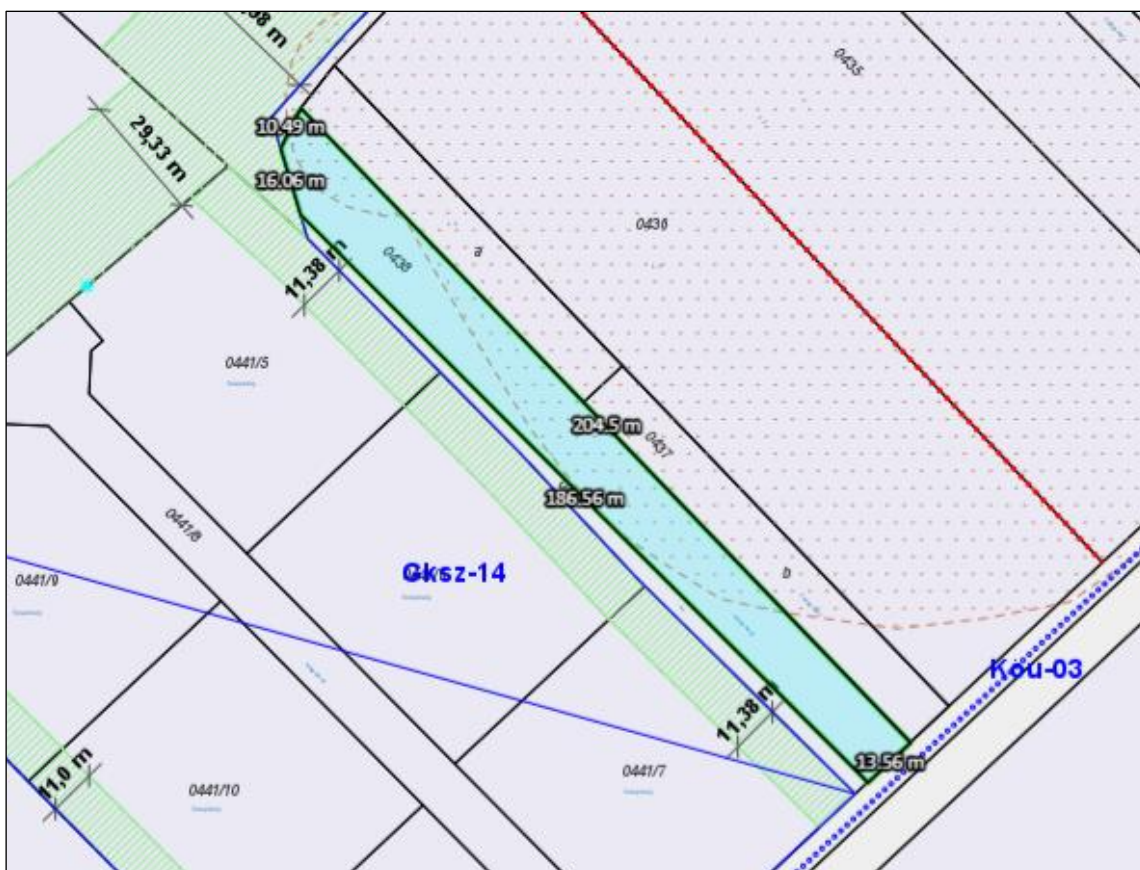 29,33 m
10.49 m
16.06 m
11,38 m
0438
a
0435
0436
0441/5
204.5 m
0437
186.56 m
0441/8
0441/9
Gksz-14
b
Köu-03
11,38 m
13.56 m
0441/7
11,0 m
0441/10